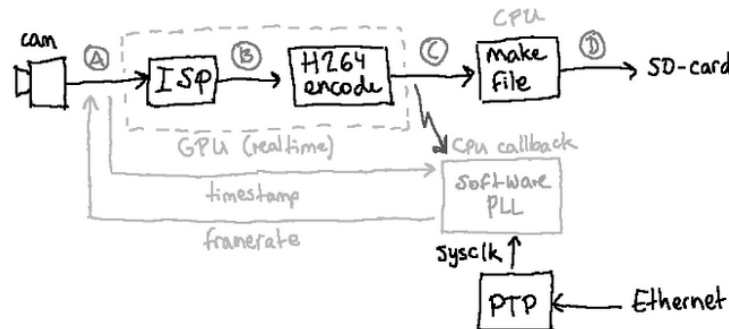 CPU
cam
A
ISP
B
H264
encode
C
make
file
D
SD-card
GPU (realtime)
CPU callback
timestamp
software
PLL
framerate
sysclk
PTP
Ethernet